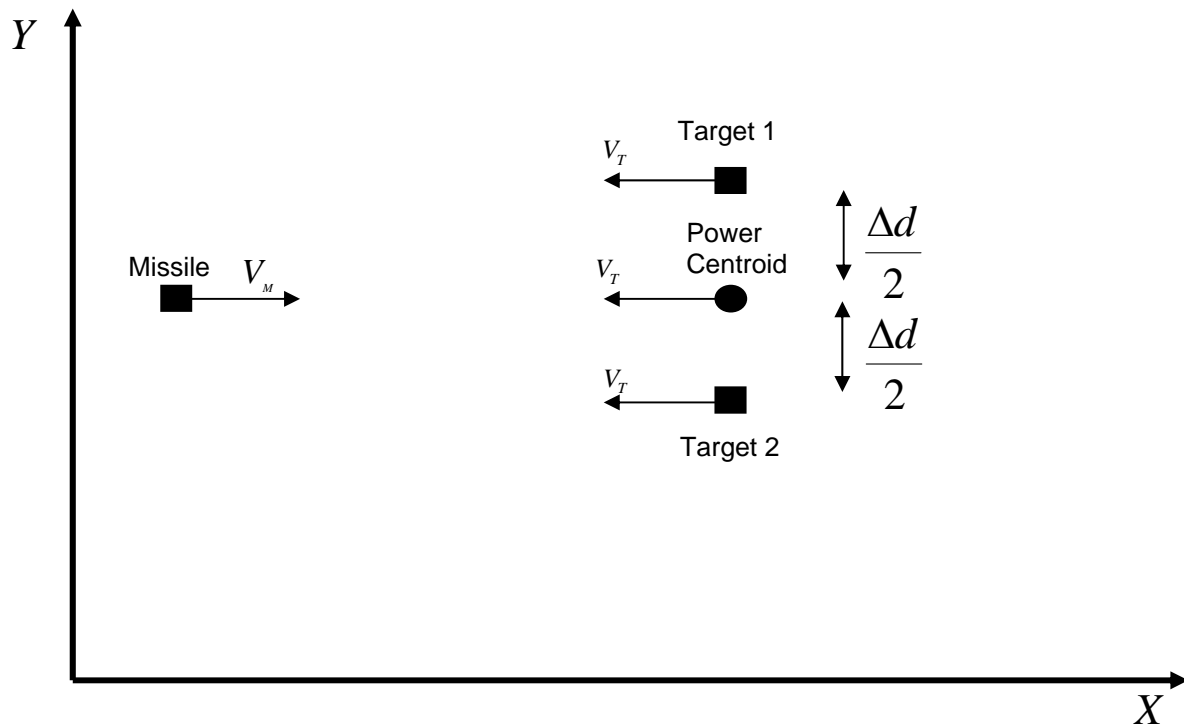 Y
Target 1
V_T
Power
Centroid
Δd
2
Missile
V_M
V_T
Δd
2
V_T
Target 2
X